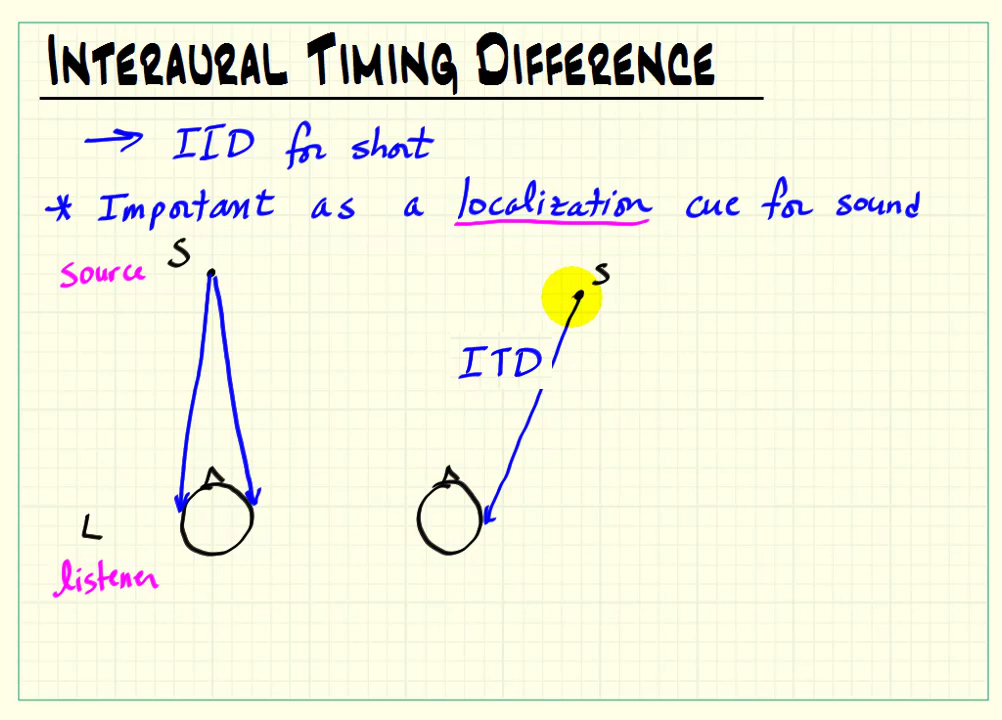 INTERAURAL TIMING DIFFERENCE
→ IID for short
* Important as a localization cue for sound
Source S
S
ITD
L
listener